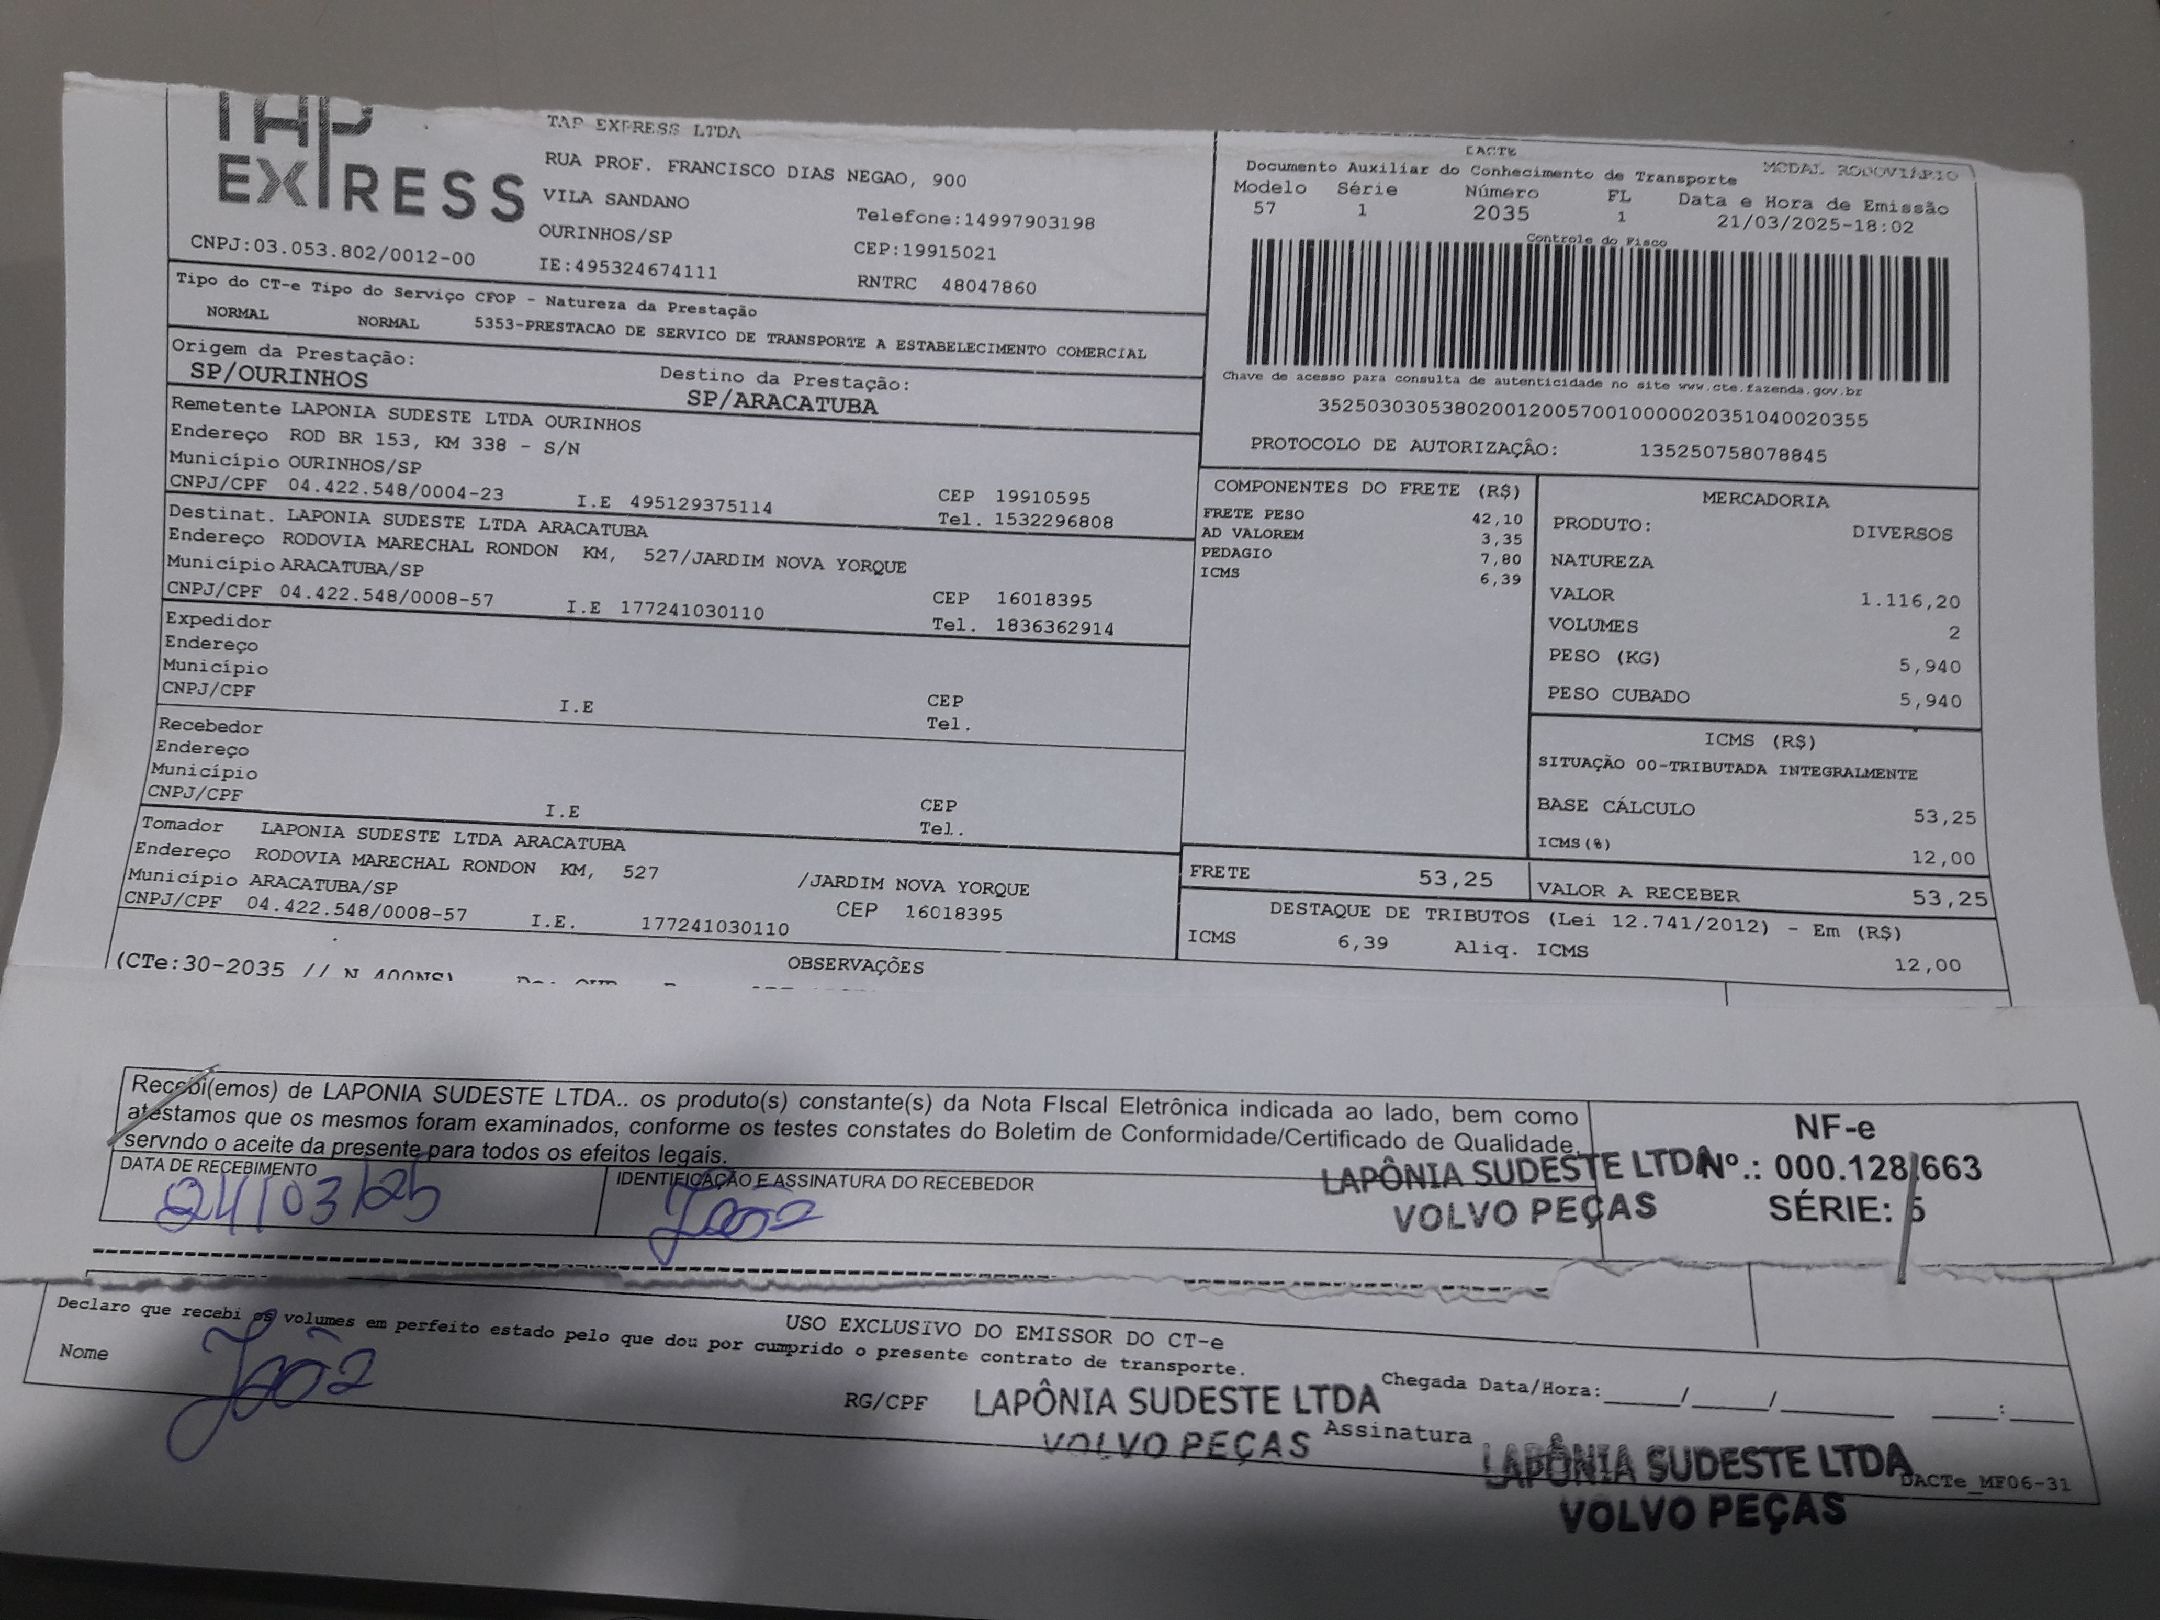 TAP
EXPRESS
TAP EXPRESS LTDA
RUA PROF. FRANCISCO DIAS NEGAO, 900
VILA SANDANO
Telefone:14997903198
OURINHOS/SP
CEP:19915021
CNPJ:03.053.802/0012-00
IE:495324674111
RNTRC 48047860
DACTE
Documento Auxiliar do Conhecimento de Transporte
MODAL RODOVIÁRIO
Modelo Série Número FL Data e Hora de Emissão
57 1 2035 1 21/03/2025-18:02
Controle do Fisco
Chave de acesso para consulta de autenticidade no site www.cte.fazenda.gov.br
35250303053802001200570010000020351040020355
PROTOCOLO DE AUTORIZAÇÂO: 135250758078845
Tipo do CT-e Tipo do Serviço CFOP - Natureza da Prestação
NORMAL NORMAL 5353-PRESTACAO DE SERVICO DE TRANSPORTE A ESTABELECIMENTO COMERCIAL
Origem da Prestação:
SP/OURINHOS
Destino da Prestação:
SP/ARACATUBA
Remetente LAPONIA SUDESTE LTDA OURINHOS
Endereço ROD BR 153, KM 338 - S/N
Município OURINHOS/SP
CEP 19910595
CNPJ/CPF 04.422.548/0004-23 I.E 495129375114
Tel. 1532296808
Destinat. LAPONIA SUDESTE LTDA ARACATUBA
Endereço RODOVIA MARECHAL RONDON KM, 527/JARDIM NOVA YORQUE
Município ARACATUBA/SP
CEP 16018395
CNPJ/CPF 04.422.548/0008-57 I.E 177241030110
Tel. 1836362914
Expedidor
Endereço
Município
CEP
CNPJ/CPF I.E
Tel.
Recebedor
Endereço
Município
CEP
CNPJ/CPF I.E
Tel.
Tomador LAPONIA SUDESTE LTDA ARACATUBA
Endereço RODOVIA MARECHAL RONDON KM, 527 /JARDIM NOVA YORQUE
Município ARACATUBA/SP
CEP 16018395
CNPJ/CPF 04.422.548/0008-57 I.E. 177241030110
COMPONENTES DO FRETE (R$)
FRETE PESO 42,10
AD VALOREM 3,35
PEDAGIO 7,80
ICMS 6,39
MERCADORIA
PRODUTO: DIVERSOS
NATUREZA
VALOR 1.116,20
VOLUMES 2
PESO (KG) 5,940
PESO CUBADO 5,940
ICMS (R$)
SITUAÇÃO 00-TRIBUTADA INTEGRALMENTE
BASE CÁLCULO 53,25
ICMS(%) 12,00
FRETE 53,25
VALOR A RECEBER 53,25
DESTAQUE DE TRIBUTOS (Lei 12.741/2012) - Em (R$)
ICMS 6,39 Aliq. ICMS 12,00
OBSERVAÇÕES
(CTe:30-2035 //
Recebi(emos) de LAPONIA SUDESTE LTDA.. os produto(s) constante(s) da Nota FIscal Eletrônica indicada ao lado, bem como
atestamos que os mesmos foram examinados, conforme os testes constates do Boletim de Conformidade/Certificado de Qualidade,
servndo o aceite da presente para todos os efeitos legais.
DATA DE RECEBIMENTO
24/03/25
IDENTIFICAÇÃO E ASSINATURA DO RECEBEDOR
João
LAPÔNIA SUDESTE LTDA
VOLVO PEÇAS
NF-e
Nº.: 000.128.663
SÉRIE: 5
USO EXCLUSIVO DO EMISSOR DO CT-e
Declaro que recebi os volumes em perfeito estado pelo que dou por cumprido o presente contrato de transporte.
Nome João
RG/CPF
LAPÔNIA SUDESTE LTDA
VOLVO PEÇAS
Chegada Data/Hora:_____/_____/_______ ____:____
Assinatura
LAPÔNIA SUDESTE LTDA
VOLVO PEÇAS
DACTe_MF06-31